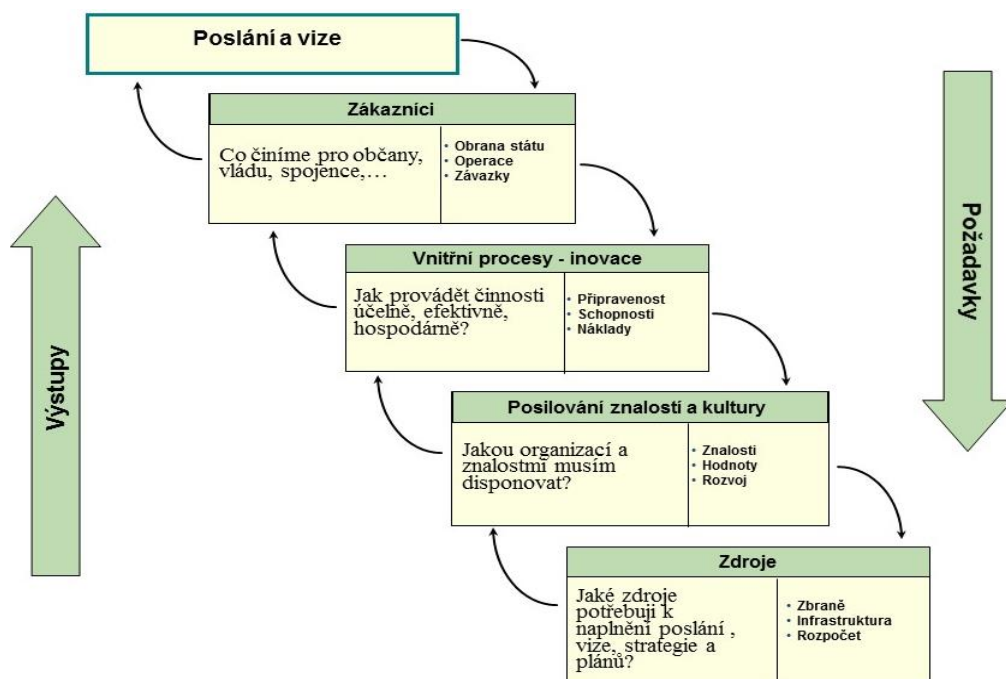 Poslání a vize
Zákazníci
Co činíme pro občany,
vládu, spojence,…
• Obrana státu
• Operace
• Závazky
Vnitřní procesy - inovace
Jak provádět činnosti
účelně, efektivně,
hospodárně?
• Připravenost
• Schopnosti
• Náklady
Posilování znalostí a kultury
Jakou organizací a
znalostmi musím
disponovat?
• Znalosti
• Hodnoty
• Rozvoj
Zdroje
Jaké zdroje
potřebuji k
naplnění poslání ,
vize, strategie a
plánů?
• Zbraně
• Infrastruktura
• Rozpočet
Výstupy
Požadavky